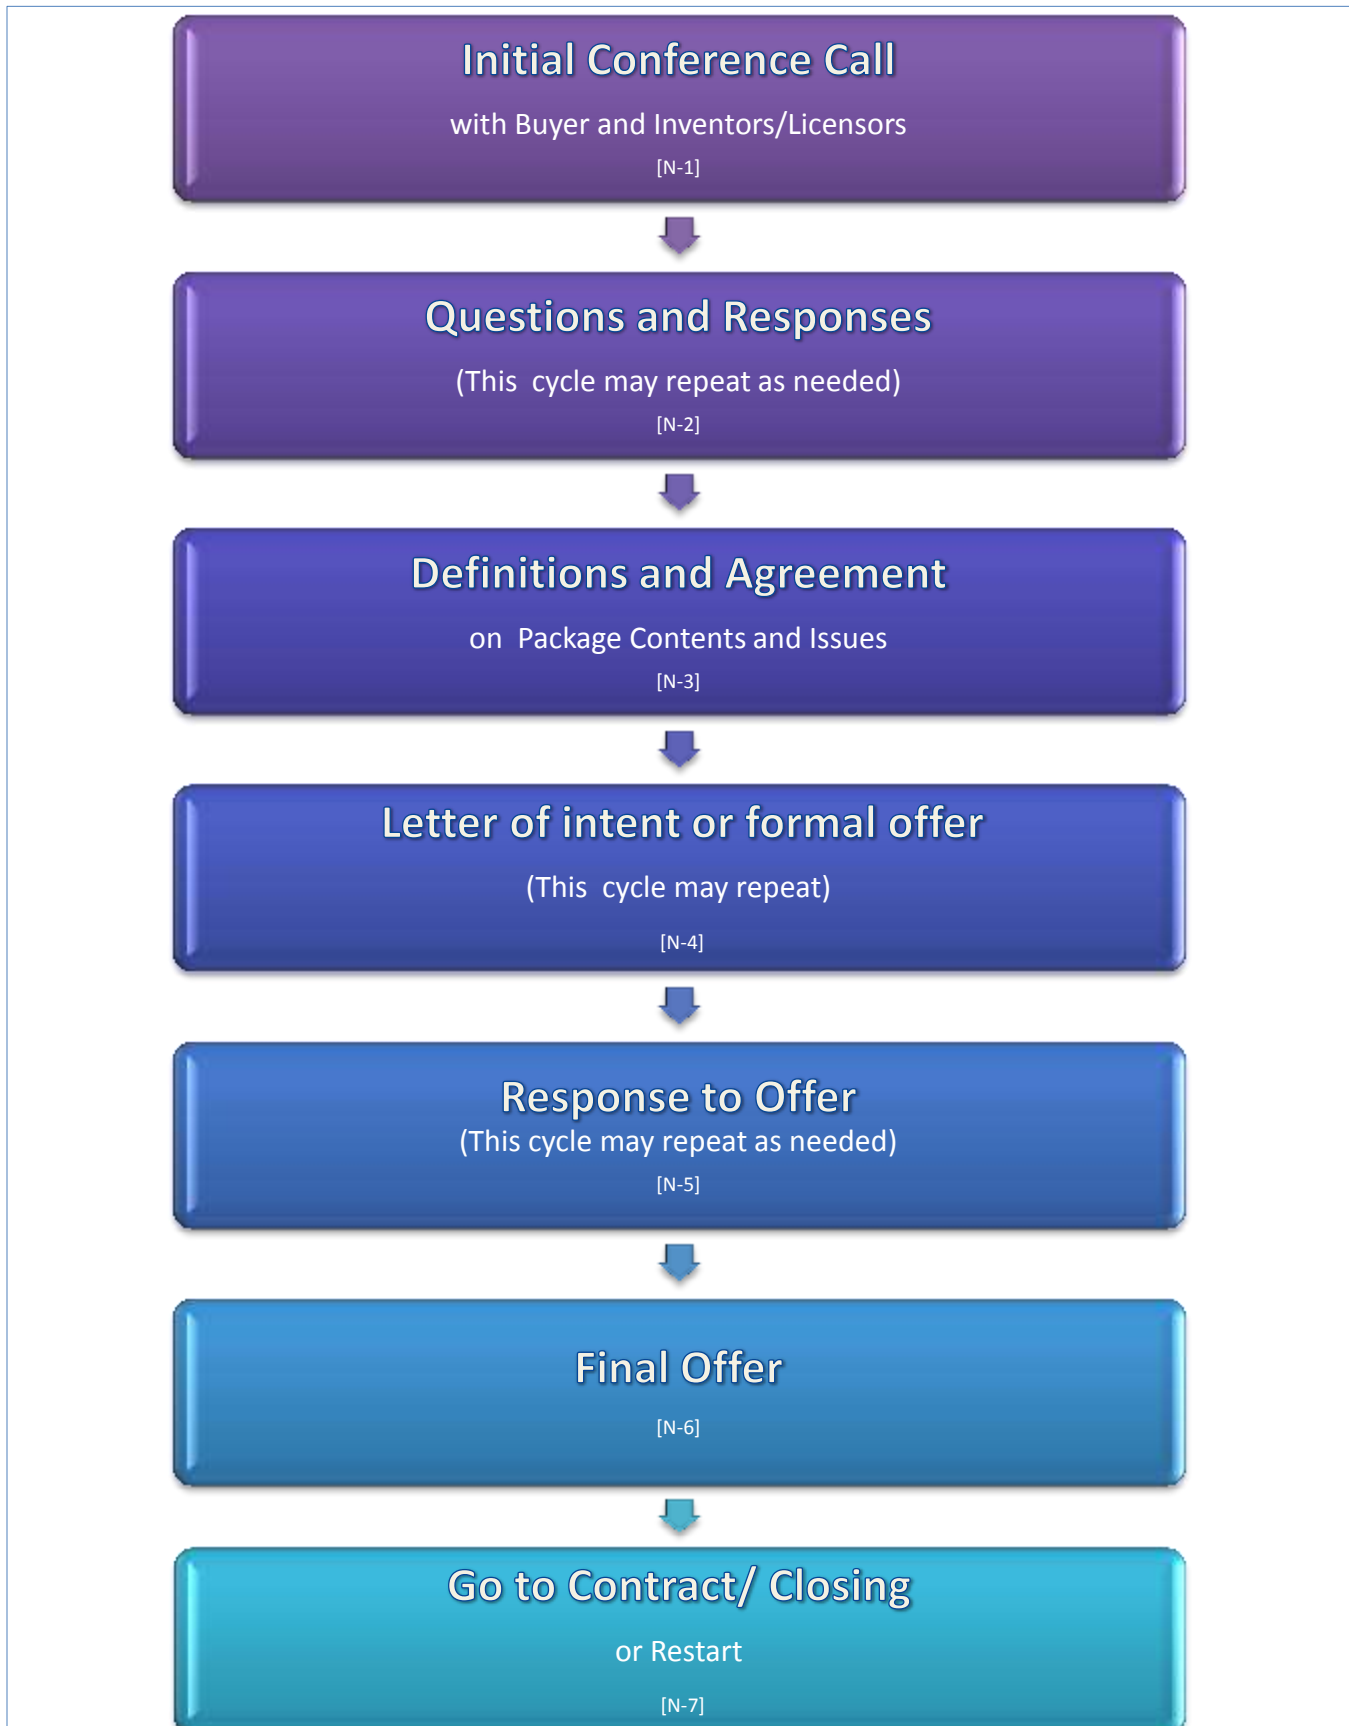 Initial Conference Call
with Buyer and Inventors/Licensors
[N-1]
Questions and Responses
(This  cycle may repeat as needed)
[N-2]
Definitions and Agreement
on  Package Contents and Issues
[N-3]
Letter of intent or formal offer
(This  cycle may repeat)
[N-4]
Response to Offer
(This cycle may repeat as needed)
[N-5]
Final Offer
[N-6]
Go to Contract/ Closing
or Restart
[N-7]